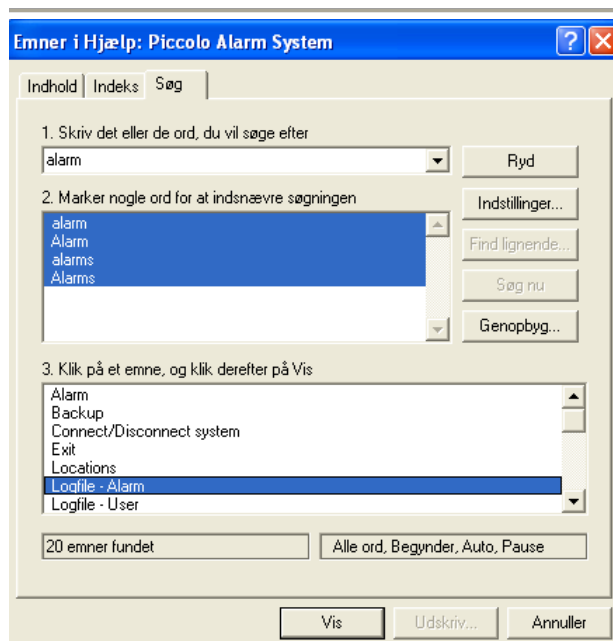 Emner i Hjælp: Piccolo Alarm System
Indhold Indeks Søg
1. Skriv det eller de ord, du vil søge efter
alarm
Ryd
2. Marker nogle ord for at indsnævre søgningen
Indstillinger...
alarm
Alarm
alarms
Alarms
Find lignende...
Søg nu
Genopbyg...
3. Klik på et emne, og klik derefter på Vis
Alarm
Backup
Connect/Disconnect system
Exit
Locations
Logfile - Alarm
Logfile - User
20 emner fundet
Alle ord, Begynder, Auto, Pause
Vis Udskriv... Annuller